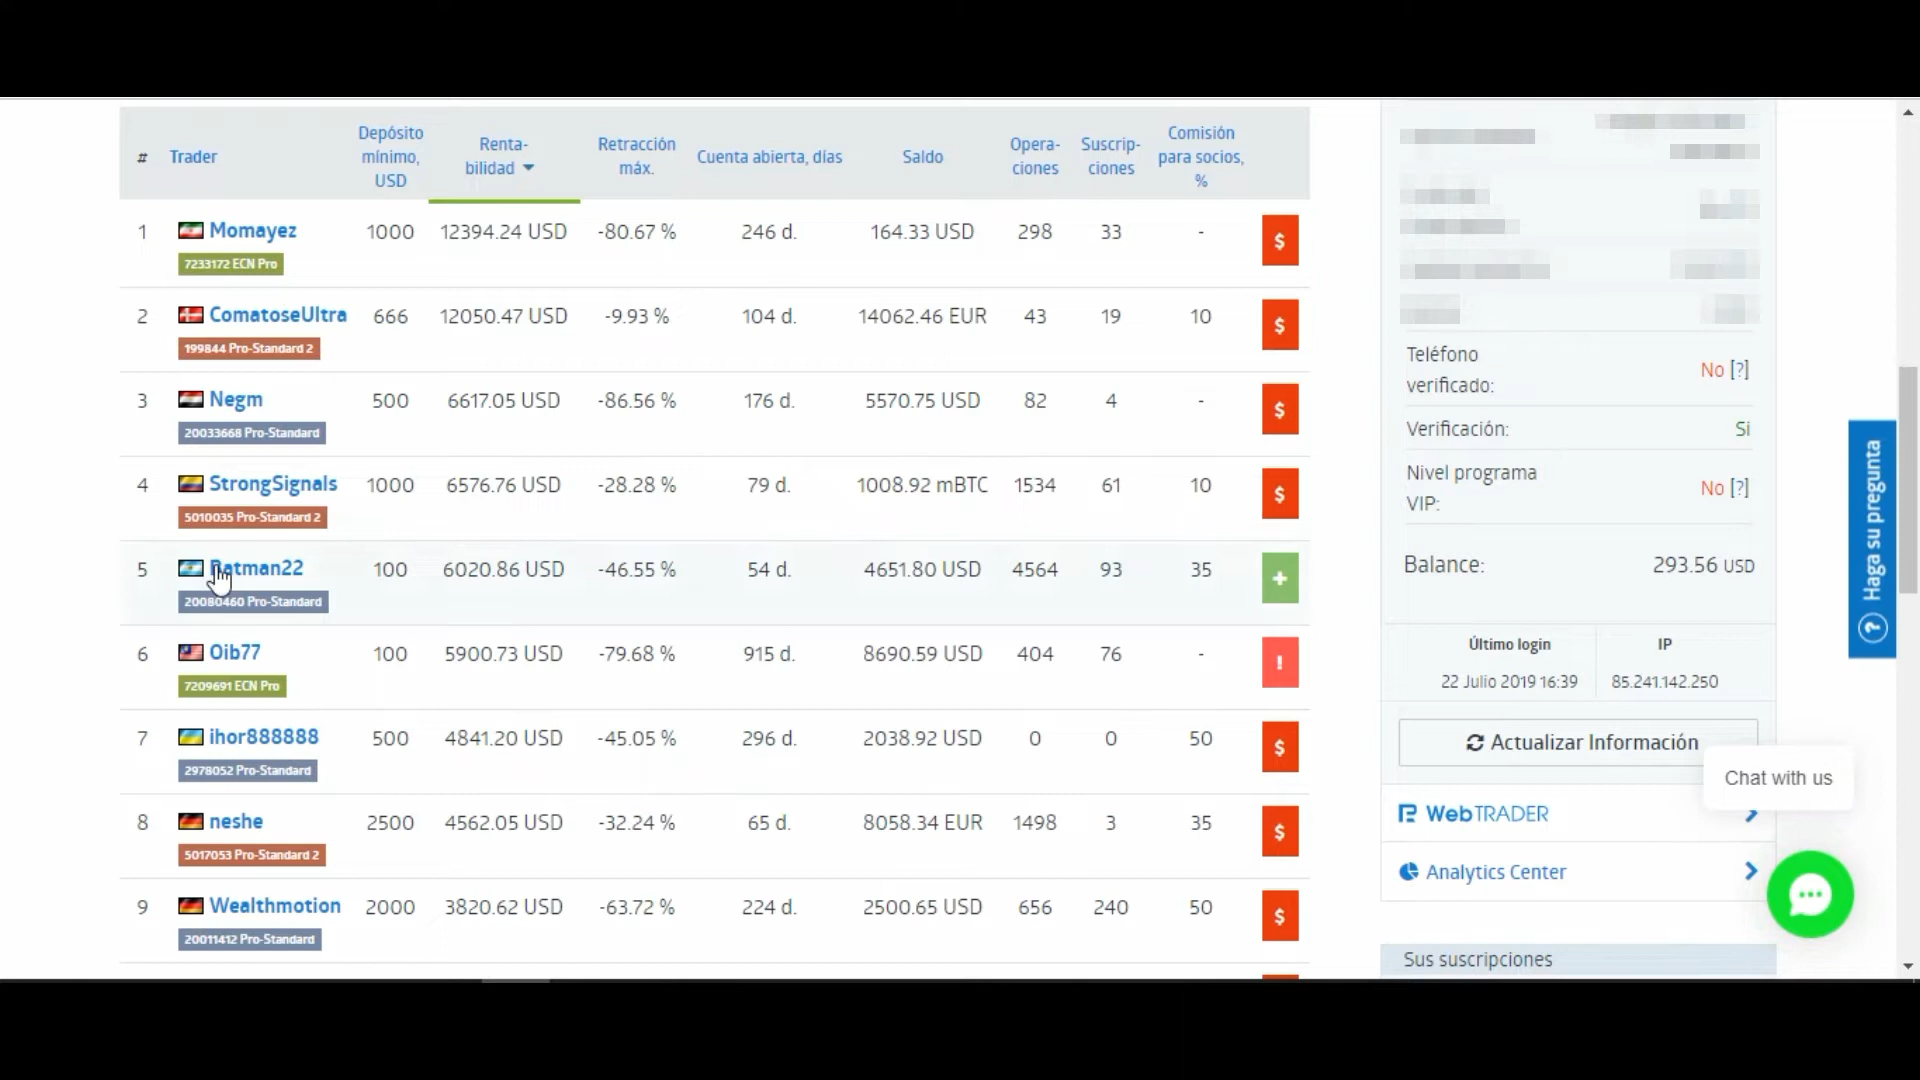 #
Trader
Depósito
mínimo,
USD
Renta-
bilidad
Retracción
máx.
Cuenta abierta, días
Saldo
Opera-
ciones
Suscrip-
ciones
Comisión
para socios,
%
1 Momayez 1000 12394.24 USD -80.67 % 246 d. 164.33 USD 298 33 - $
7233172 ECN Pro
2 ComatoseUltra 666 12050.47 USD -9.93 % 104 d. 14062.46 EUR 43 19 10 $
199844 Pro-Standard 2
3 Negm 500 6617.05 USD -86.56 % 176 d. 5570.75 USD 82 4 - $
20033668 Pro-Standard
4 StrongSignals 1000 6576.76 USD -28.28 % 79 d. 1008.92 mBTC 1534 61 10 $
5010035 Pro-Standard 2
5 Batman22 100 6020.86 USD -46.55 % 54 d. 4651.80 USD 4564 93 35 +
20080460 Pro-Standard
6 Oib77 100 5900.73 USD -79.68 % 915 d. 8690.59 USD 404 76 - !
7209691 ECN Pro
7 ihor888888 500 4841.20 USD -45.05 % 296 d. 2038.92 USD 0 0 50 $
2978052 Pro-Standard
8 neshe 2500 4562.05 USD -32.24 % 65 d. 8058.34 EUR 1498 3 35 $
5017053 Pro-Standard 2
9 Wealthmotion 2000 3820.62 USD -63.72 % 224 d. 2500.65 USD 656 240 50 $
20011412 Pro-Standard
Teléfono
verificado:
No [?]
Verificación: Si
Nivel programa
VIP:
No [?]
Balance: 293.56 USD
Último login IP
22 Julio 2019 16:39 85.241.142.250
Actualizar Información
Chat with us
WebTRADER
Analytics Center
Sus suscripciones
Haga su pregunta
?